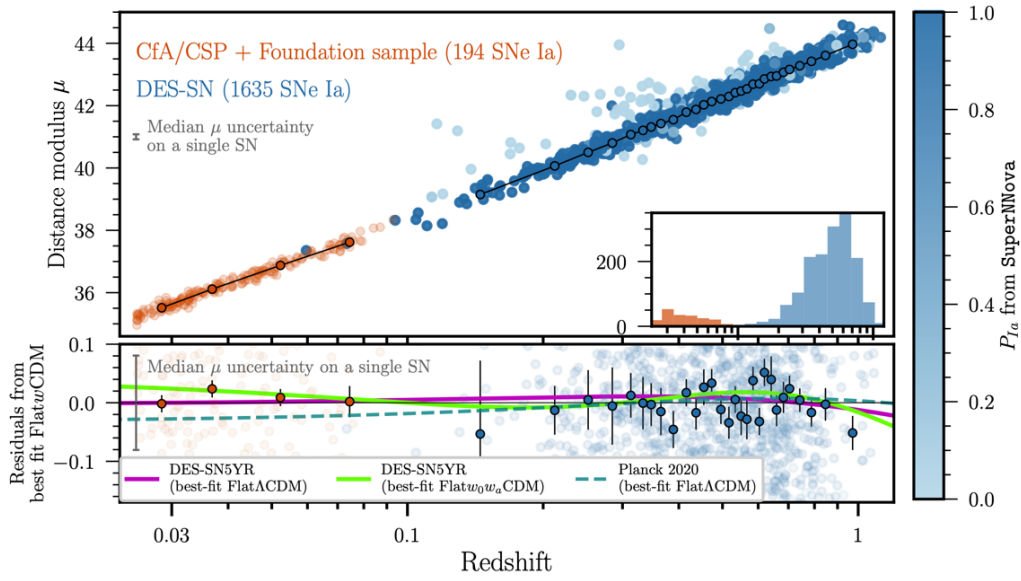 CfA/CSP + Foundation sample (194 SNe Ia)
DES-SN (1635 SNe Ia)
Median μ uncertainty
on a single SN
Distance modulus μ
44
42
40
38
36
200
0
Median μ uncertainty on a single SN
Residuals from
best fit FlatwCDM
0.1
0.0
−0.1
DES-SN5YR
(best-fit FlatΛCDM)
DES-SN5YR
(best-fit Flatw₀wₐCDM)
Planck 2020
(best-fit FlatΛCDM)
0.03
0.1
1
Redshift
1.0
0.8
0.6
0.4
0.2
0.0
P_{Ia} from SuperNNova